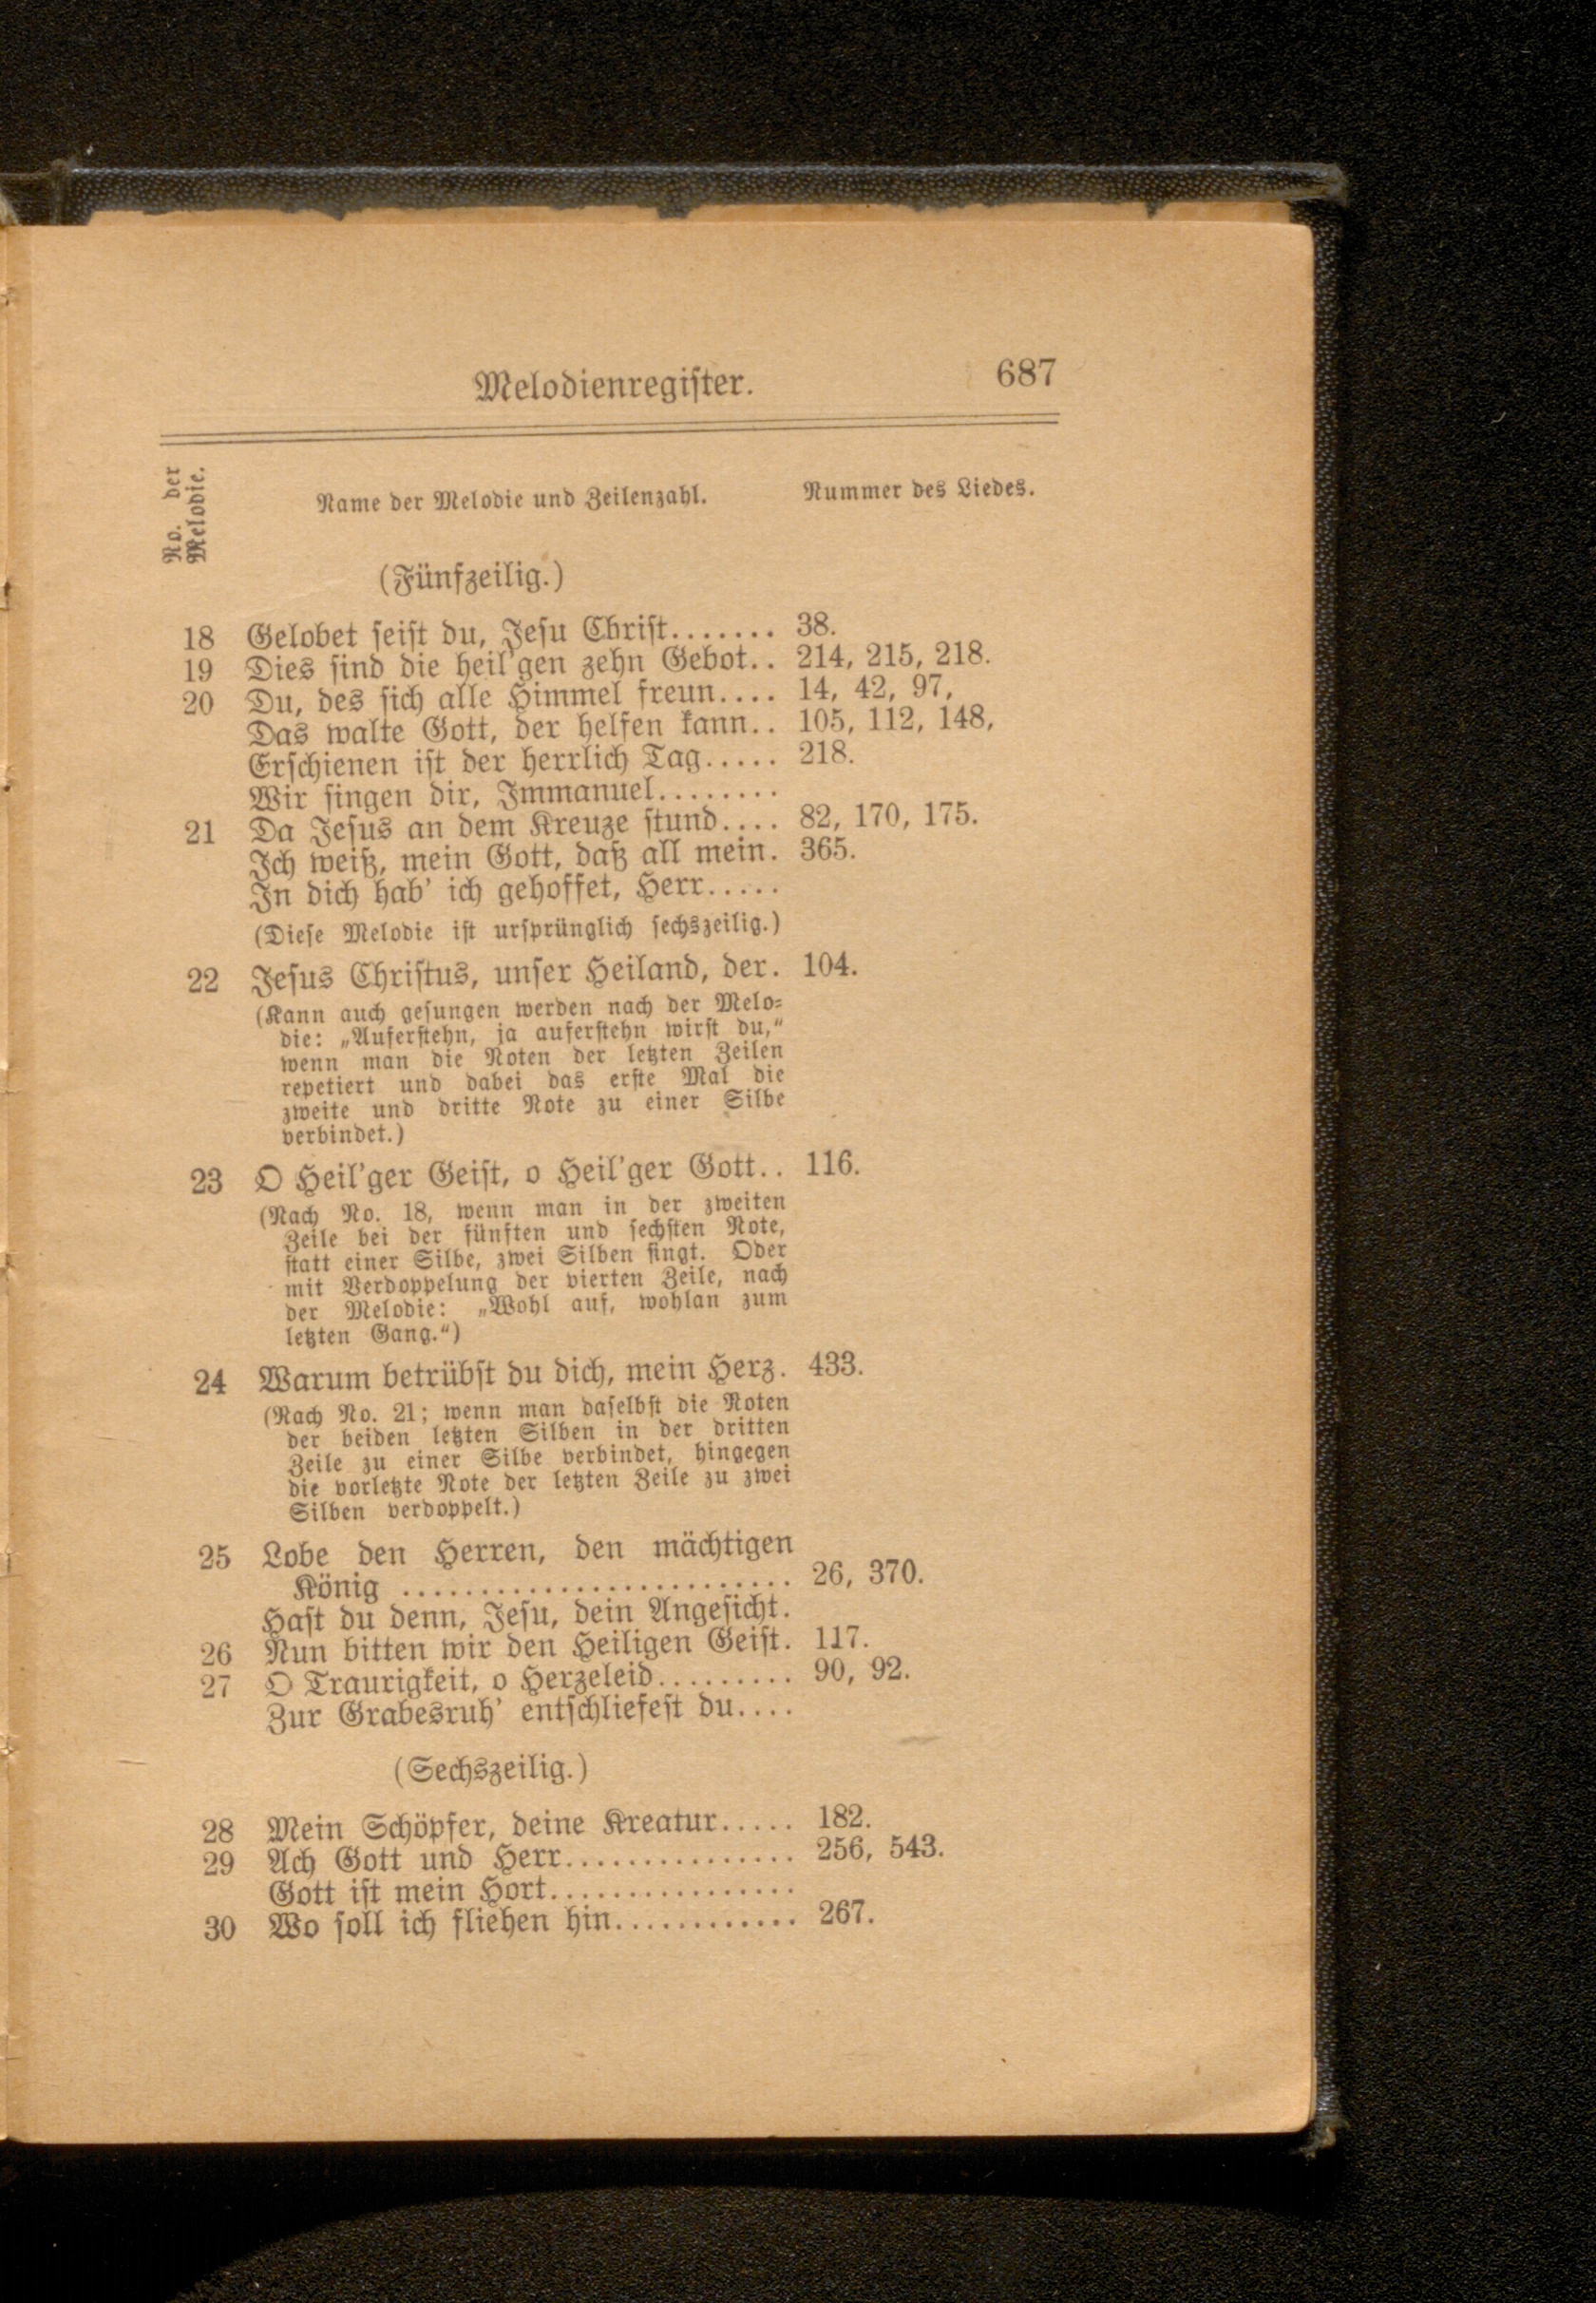 Melodienregister. 687
No. der Melodie. Name der Melodie und Zeilenzahl. Nummer des Liedes.
(Fünfzeilig.)
18 Gelobet seist du, Jesu Christ....... 38.
19 Dies sind die heil'gen zehn Gebot.. 214, 215, 218.
20 Du, des sich alle Himmel freun.... 14, 42, 97,
Das walte Gott, der helfen kann.. 105, 112, 148,
Erschienen ist der herrlich Tag..... 218.
Wir singen dir, Immanuel........
21 Da Jesus an dem Kreuze stund.... 82, 170, 175.
Ich weiß, mein Gott, daß all mein. 365.
In dich hab' ich gehoffet, Herr.....
(Diese Melodie ist ursprünglich sechszeilig.)
22 Jesus Christus, unser Heiland, der. 104.
(Kann auch gesungen werden nach der Melo-
die: „Auferstehn, ja auferstehn wirst du,“
wenn man die Noten der letzten Zeilen
repetiert und dabei das erste Mal die
zweite und dritte Note zu einer Silbe
verbindet.)
23 O Heil'ger Geist, o Heil'ger Gott.. 116.
(Nach No. 18, wenn man in der zweiten
Zeile bei der fünften und sechsten Note,
statt einer Silbe, zwei Silben singt. Oder
mit Verdoppelung der vierten Zeile, nach
der Melodie: „Wohl auf, wohlan zum
letzten Gang.“)
24 Warum betrübst du dich, mein Herz. 433.
(Nach No. 21; wenn man daselbst die Noten
der beiden letzten Silben in der dritten
Zeile zu einer Silbe verbindet, hingegen
die vorletzte Note der letzten Zeile zu zwei
Silben verdoppelt.)
25 Lobe den Herren, den mächtigen
König ......................... 26, 370.
Hast du denn, Jesu, dein Angesicht.
26 Nun bitten wir den Heiligen Geist. 117.
27 O Traurigkeit, o Herzeleid......... 90, 92.
Zur Grabesruh' entschliefest du....
(Sechszeilig.)
28 Mein Schöpfer, deine Kreatur..... 182.
29 Ach Gott und Herr............... 256, 543.
Gott ist mein Hort................
30 Wo soll ich fliehen hin............ 267.